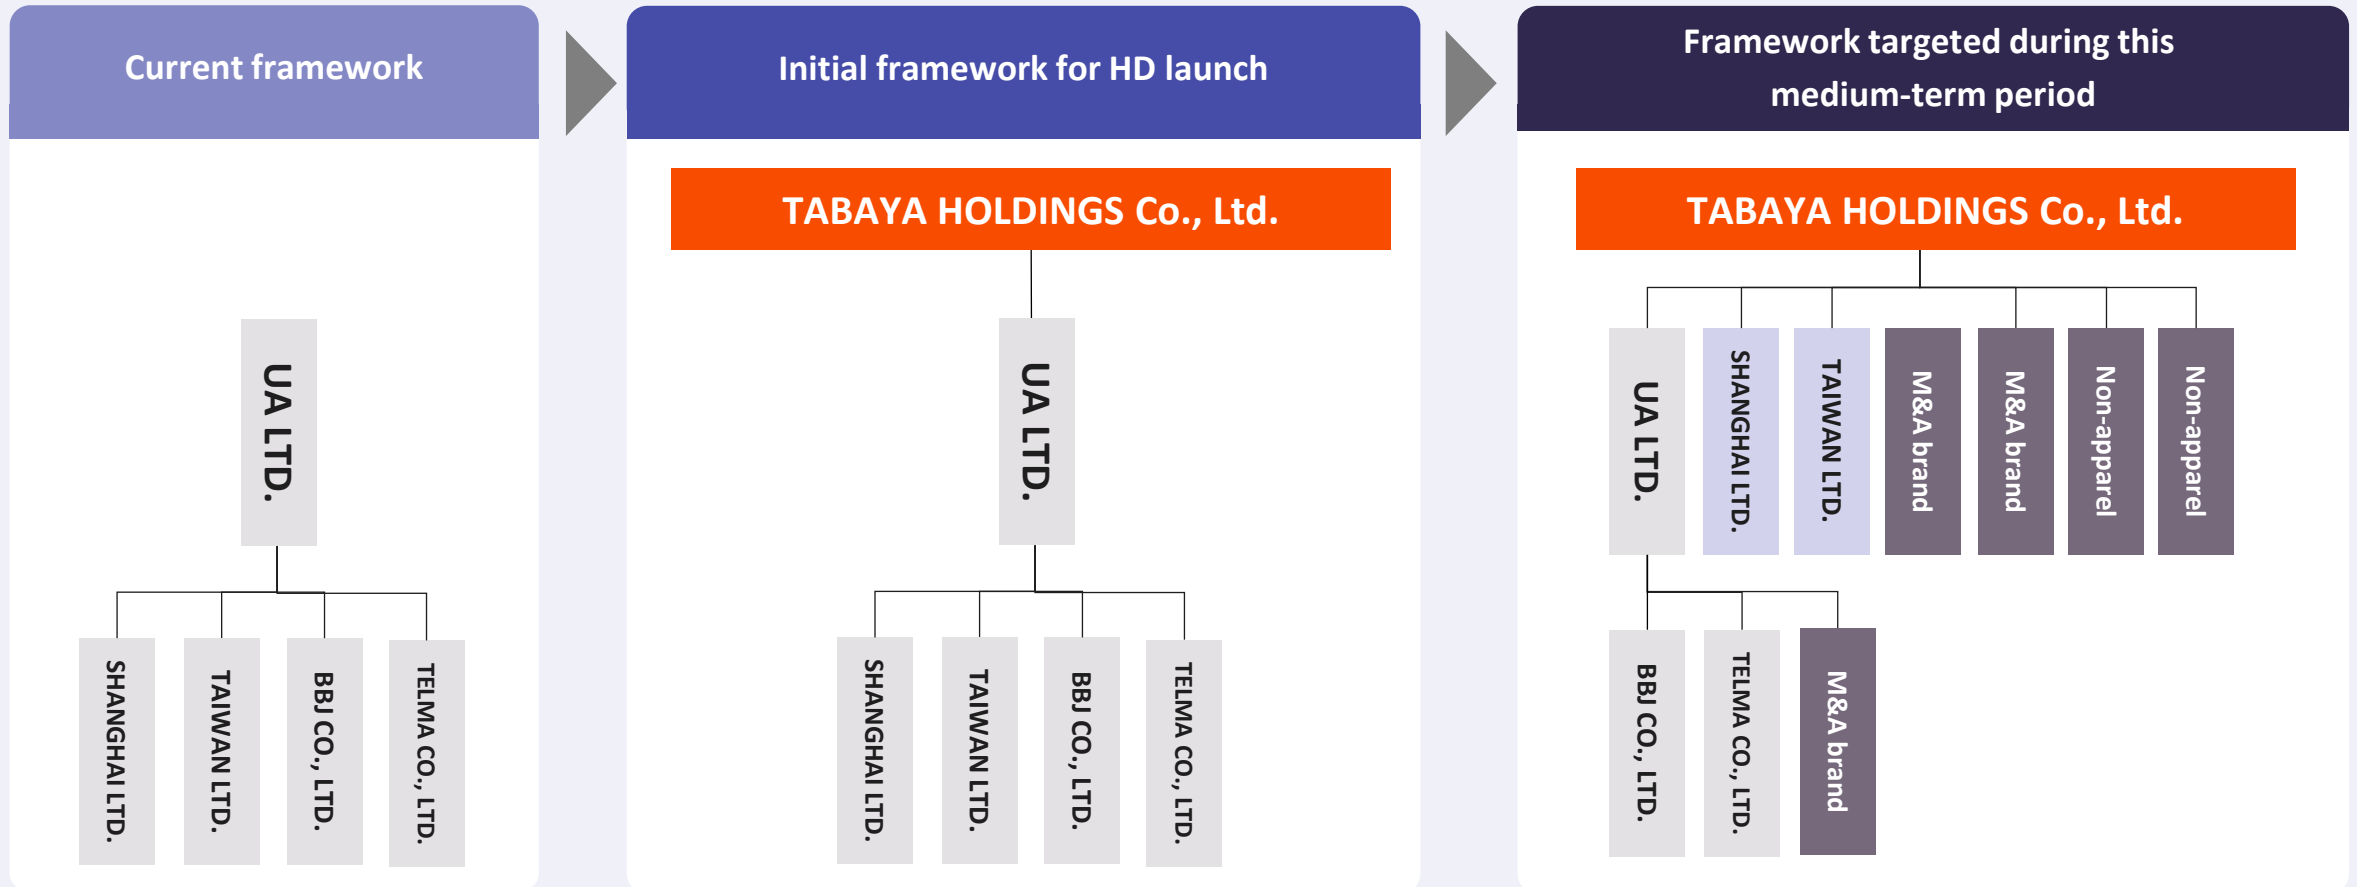 Current framework
Initial framework for HD launch
Framework targeted during this
medium-term period
TABAYA HOLDINGS Co., Ltd.
TABAYA HOLDINGS Co., Ltd.
UA LTD.
SHANGHAI LTD.
TAIWAN LTD.
BBJ CO., LTD.
TELMA CO., LTD.
UA LTD.
SHANGHAI LTD.
TAIWAN LTD.
BBJ CO., LTD.
TELMA CO., LTD.
UA LTD.
SHANGHAI LTD.
TAIWAN LTD.
M&A brand
M&A brand
Non-apparel
Non-apparel
BBJ CO., LTD.
TELMA CO., LTD.
M&A brand